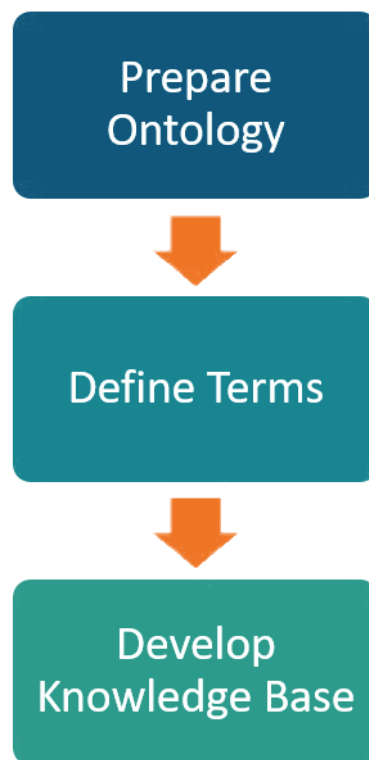 Prepare
Ontology
Define Terms
Develop
Knowledge Base